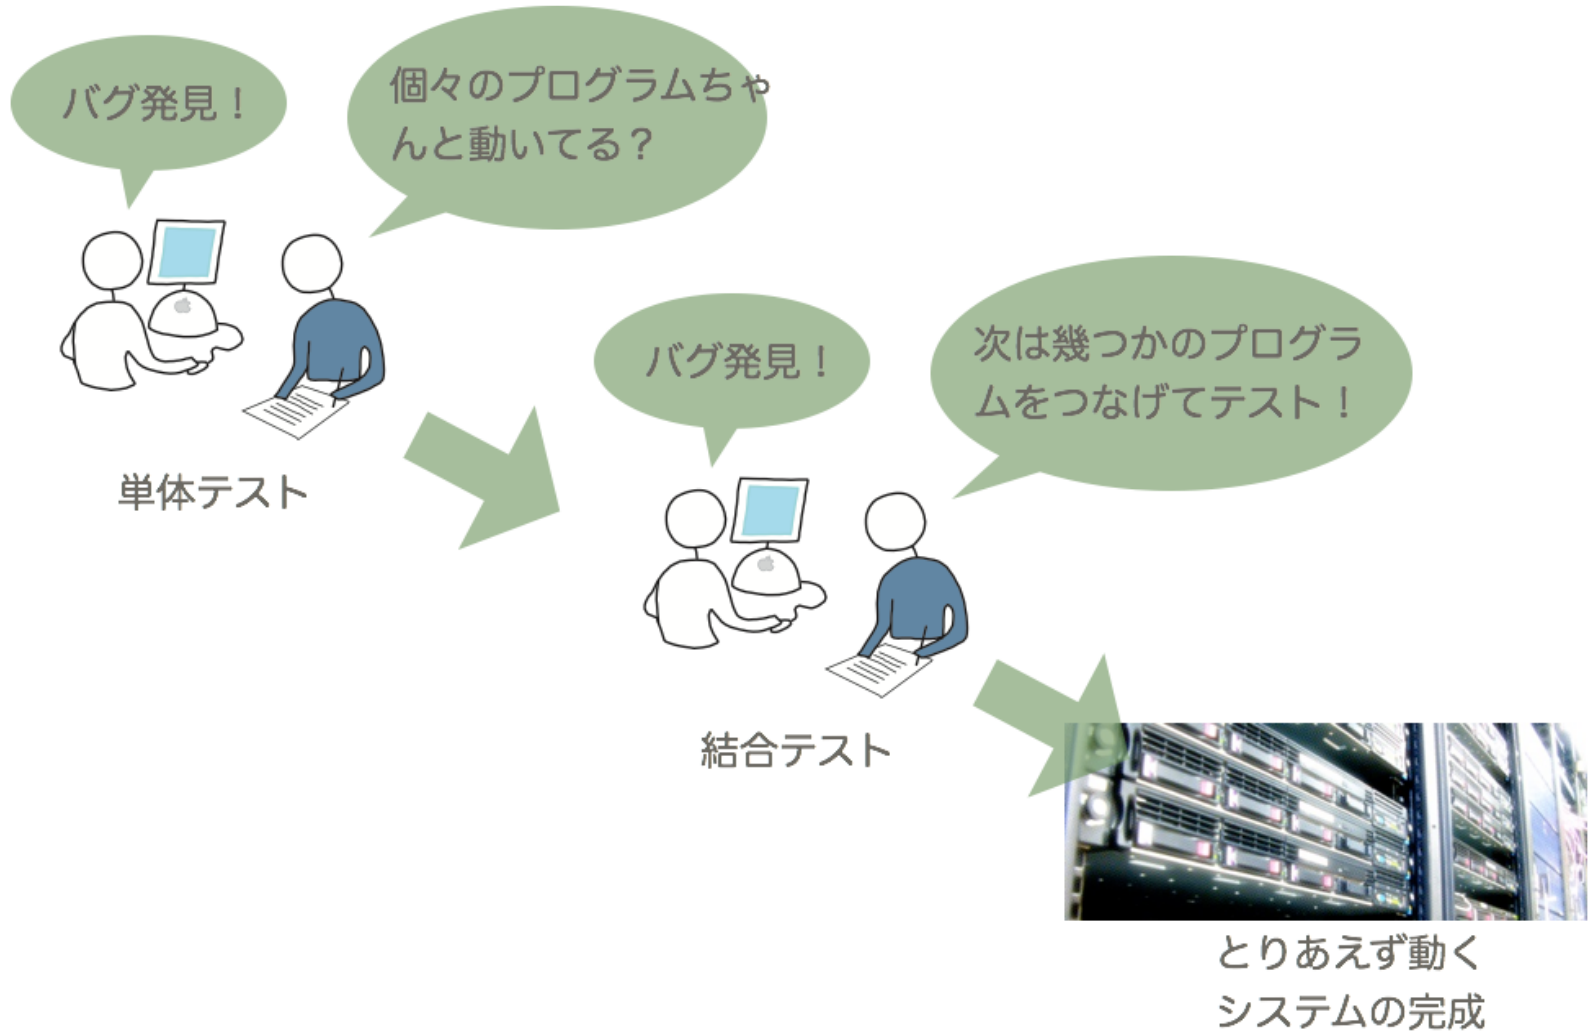 バグ発見！
個々のプログラムちゃ
んと動いてる？
単体テスト
バグ発見！
次は幾つかのプログラ
ムをつなげてテスト！
結合テスト
とりあえず動く
システムの完成